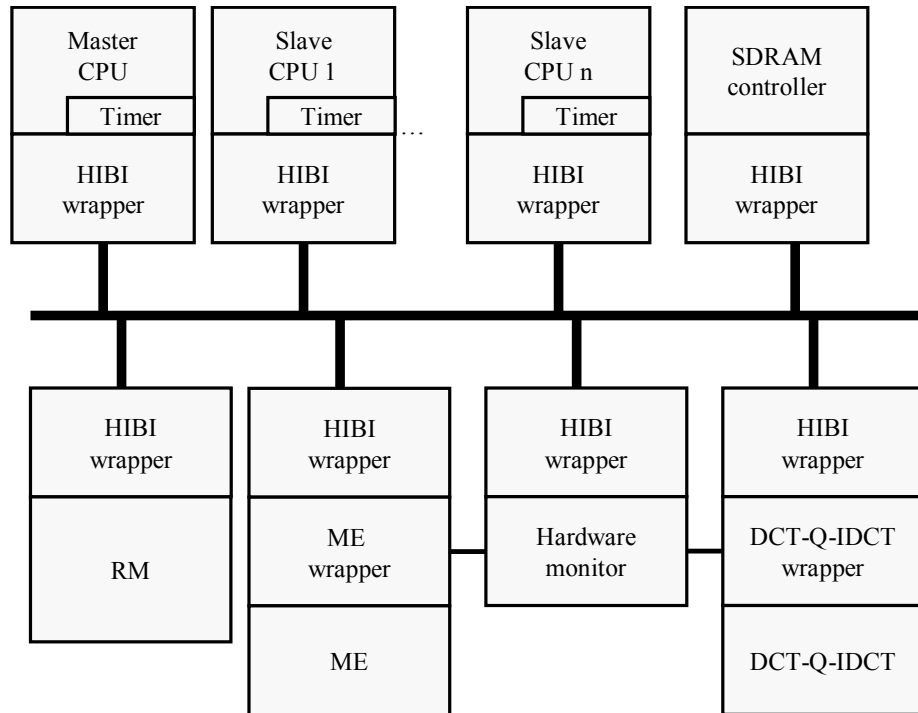 Master
CPU
Timer
HIBI
wrapper
Slave
CPU 1
Timer
HIBI
wrapper
...
Slave
CPU n
Timer
HIBI
wrapper
SDRAM
controller
HIBI
wrapper
HIBI
wrapper
RM
HIBI
wrapper
ME
wrapper
ME
HIBI
wrapper
Hardware
monitor
HIBI
wrapper
DCT-Q-IDCT
wrapper
DCT-Q-IDCT